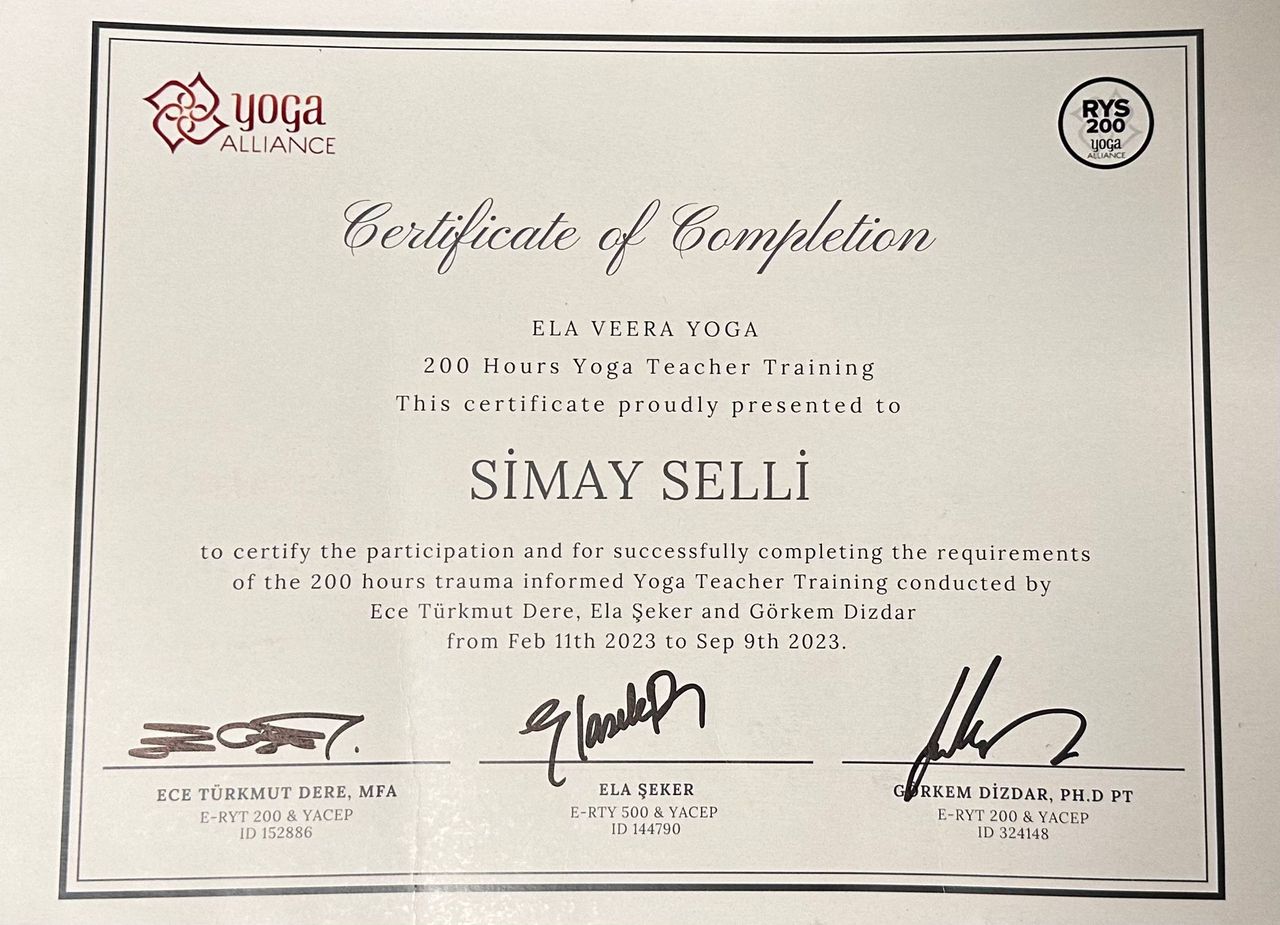 yoga
ALLIANCE
RYS
200
yoga
ALLIANCE
Certificate of Completion
ELA VEERA YOGA
200 Hours Yoga Teacher Training
This certificate proudly presented to
SİMAY SELLİ
to certify the participation and for successfully completing the requirements
of the 200 hours trauma informed Yoga Teacher Training conducted by
Ece Türkmut Dere, Ela Şeker and Görkem Dizdar
from Feb 11th 2023 to Sep 9th 2023.
ECE TÜRKMUT DERE, MFA
E-RYT 200 & YACEP
ID 152886
ELA ŞEKER
E-RTY 500 & YACEP
ID 144790
GÖRKEM DİZDAR, PH.D PT
E-RYT 200 & YACEP
ID 324148